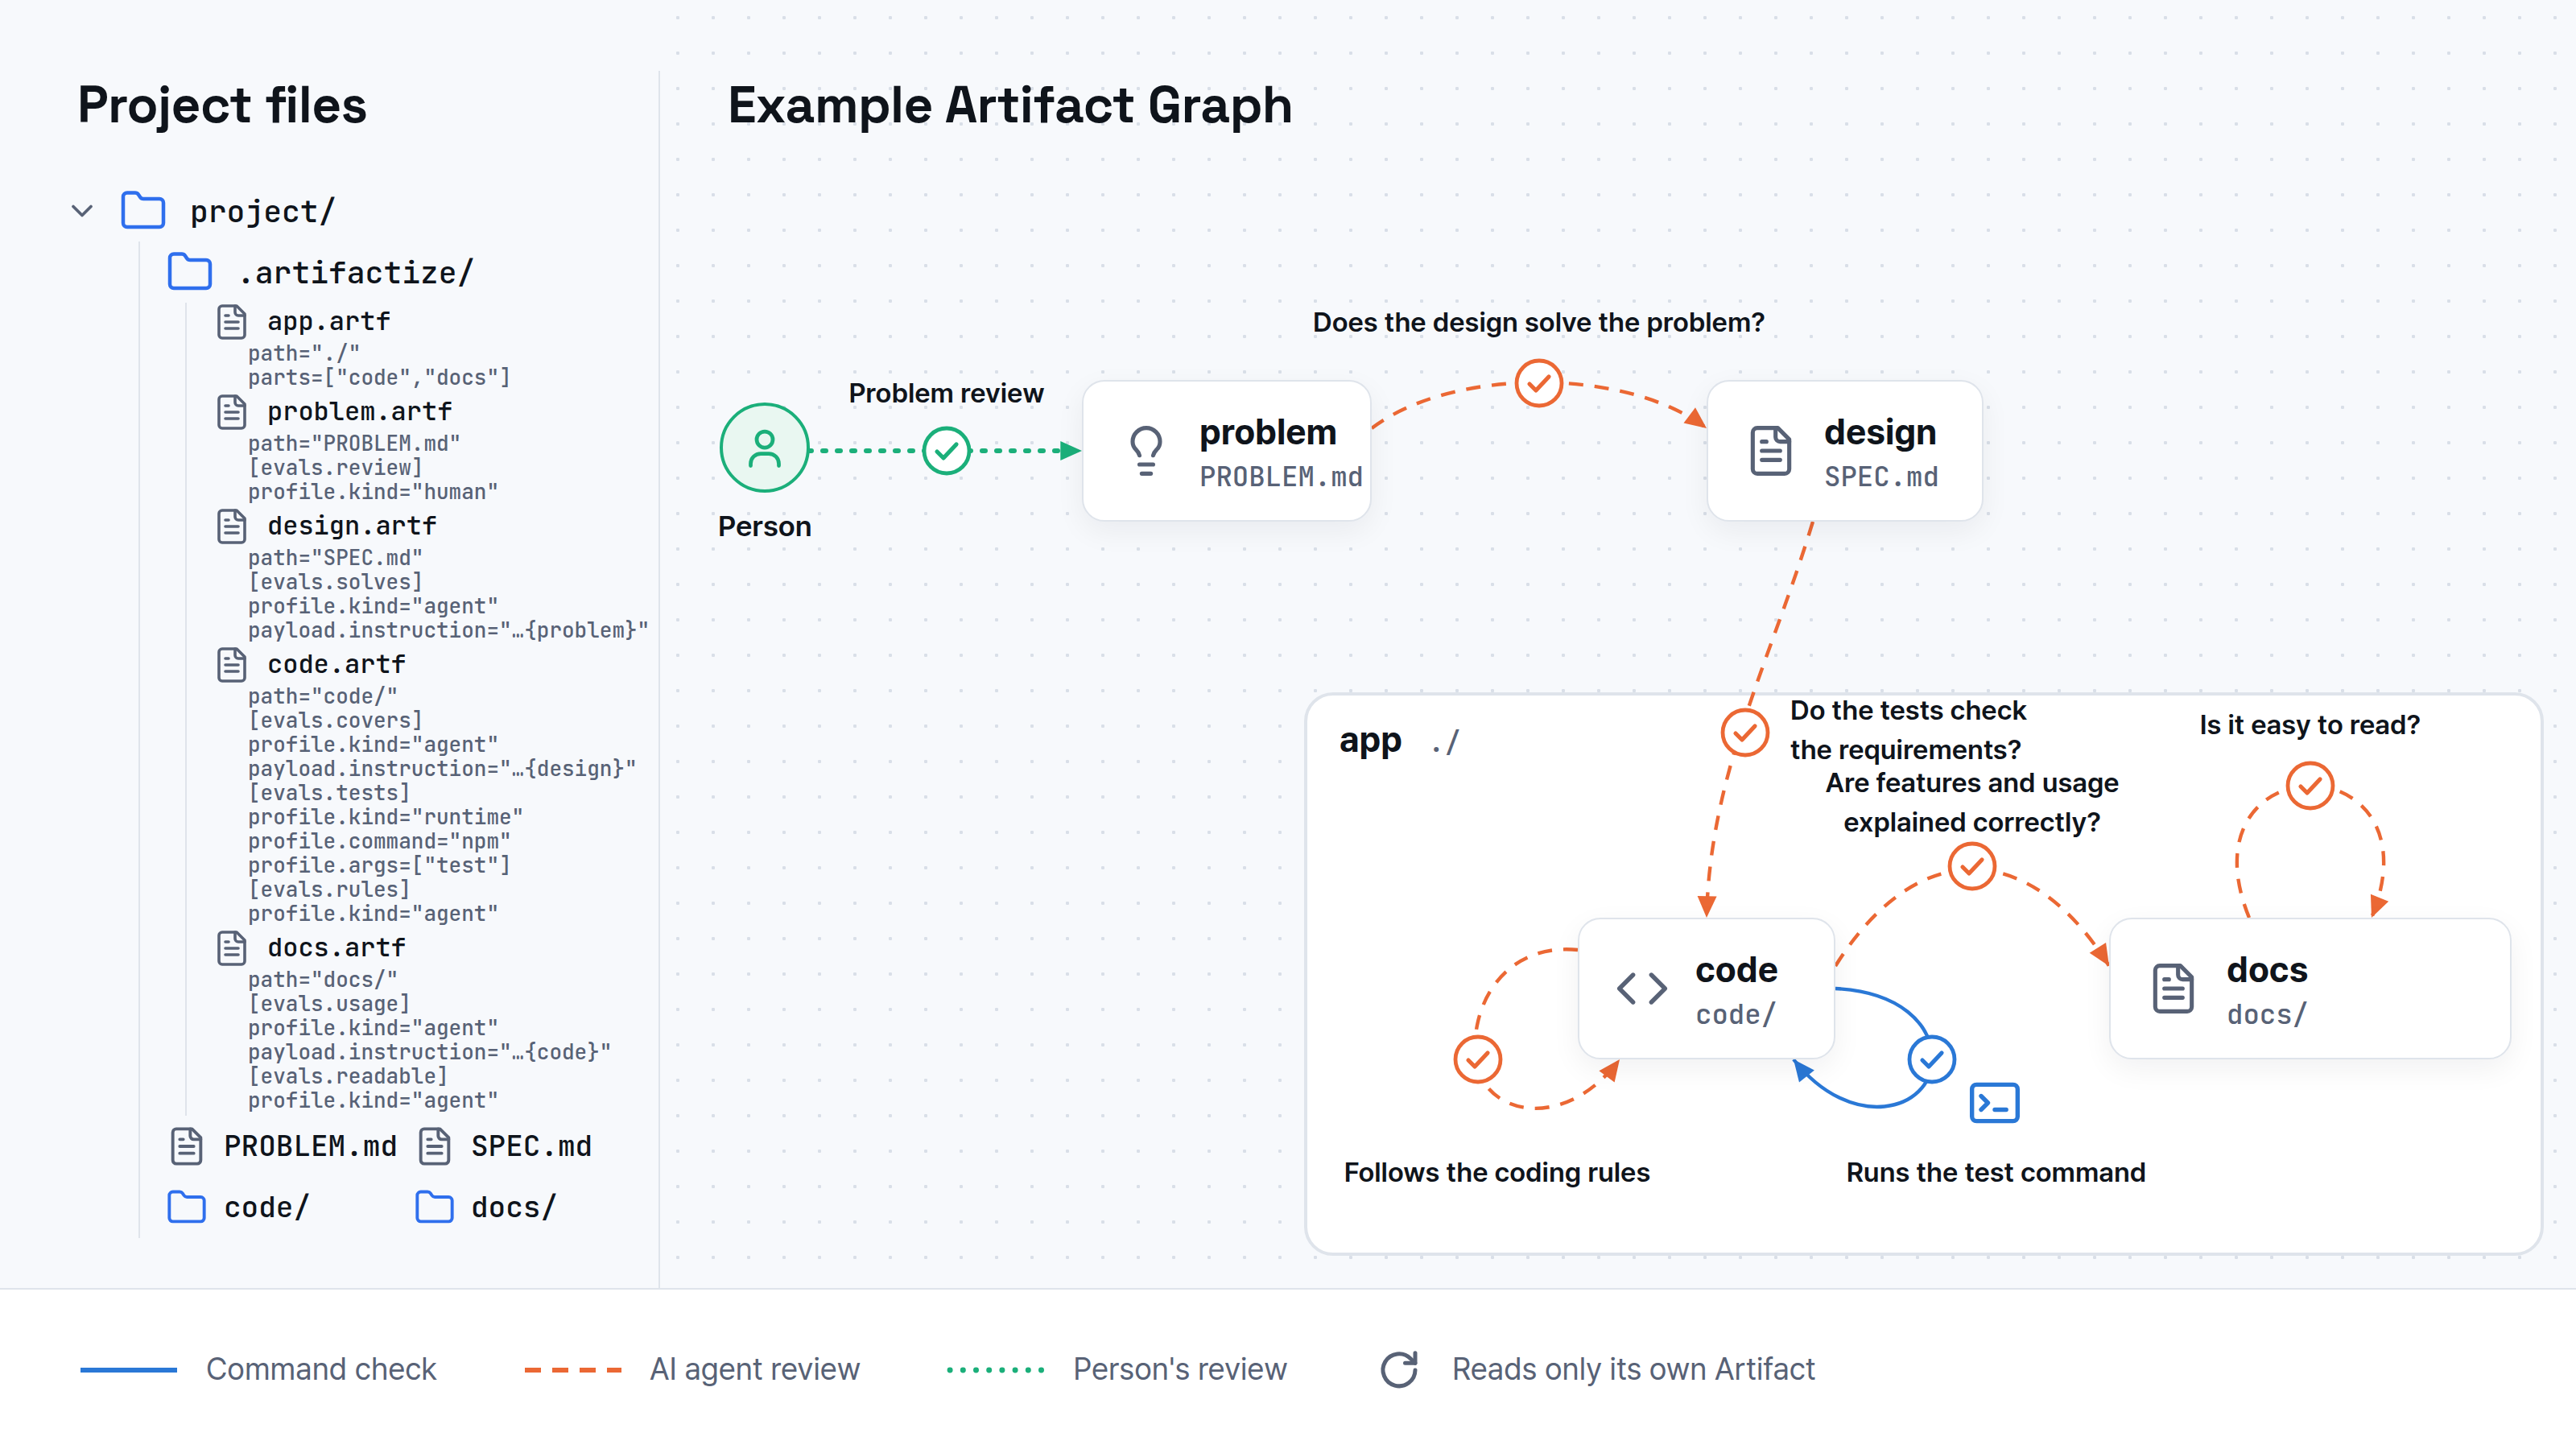 Project files
project/
.artifactize/
app.artf
path="./"
parts=["code","docs"]
problem.artf
path="PROBLEM.md"
[evals.review]
profile.kind="human"
design.artf
path="SPEC.md"
[evals.solves]
profile.kind="agent"
payload.instruction="…{problem}"
code.artf
path="code/"
[evals.covers]
profile.kind="agent"
payload.instruction="…{design}"
[evals.tests]
profile.kind="runtime"
profile.command="npm"
profile.args=["test"]
[evals.rules]
profile.kind="agent"
docs.artf
path="docs/"
[evals.usage]
profile.kind="agent"
payload.instruction="…{code}"
[evals.readable]
profile.kind="agent"
PROBLEM.md SPEC.md
code/ docs/
Example Artifact Graph
Does the design solve the problem?
Problem review
Person
problem
PROBLEM.md
design
SPEC.md
app ./
Do the tests check
the requirements?
Are features and usage
explained correctly?
Is it easy to read?
code
code/
docs
docs/
Follows the coding rules
Runs the test command
Command check
AI agent review
Person's review
Reads only its own Artifact